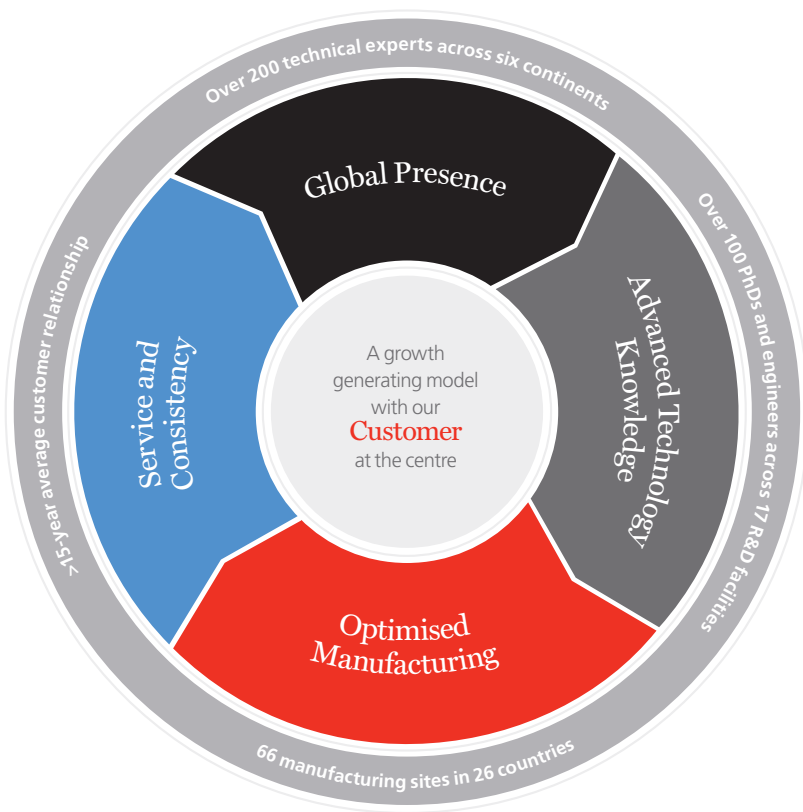 Over 200 technical experts across six continents
Global Presence
Over 100 PhDs and engineers across 17 R&D facilities
Advanced Technology
Knowledge
66 manufacturing sites in 26 countries
Optimised
Manufacturing
>15-year average customer relationship
Service and
Consistency
A growth
generating model
with our
Customer
at the centre